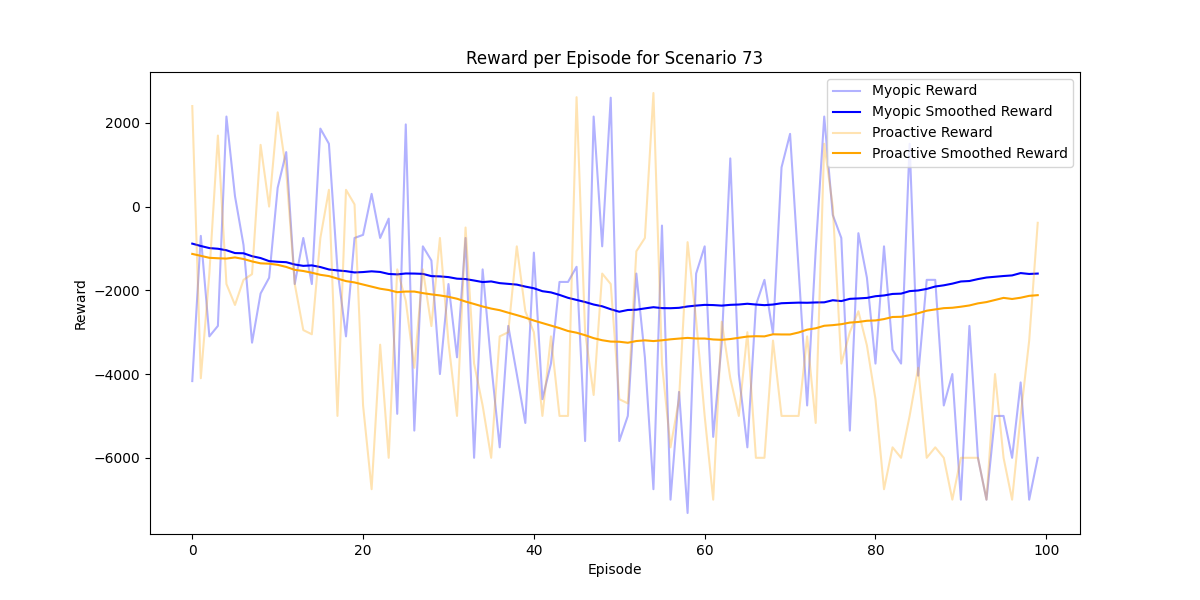 Reward per Episode for Scenario 73
Myopic Reward
Myopic Smoothed Reward
Proactive Reward
Proactive Smoothed Reward
Reward
2000
0
−2000
−4000
−6000
0 20 40 60 80 100
Episode